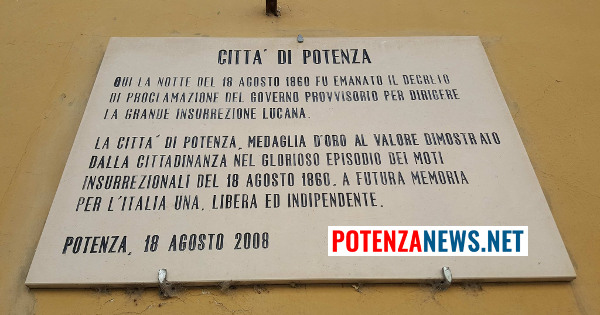 CITTA' DI POTENZA
QUI LA NOTTE DEL 18 AGOSTO 1860 FU EMANATO IL DECRETO
DI PROCLAMAZIONE DEL GOVERNO PROVVISORIO PER DIRIGERE
LA GRANDE INSURREZIONE LUCANA.
LA CITTA' DI POTENZA, MEDAGLIA D'ORO AL VALORE DIMOSTRATO
DALLA CITTADINANZA NEL GLORIOSO EPISODIO DEI MOTI
INSURREZIONALI DEL 18 AGOSTO 1860. A FUTURA MEMORIA
PER L'ITALIA UNA, LIBERA ED INDIPENDENTE.
POTENZA, 18 AGOSTO 2008
POTENZANEWS.NET